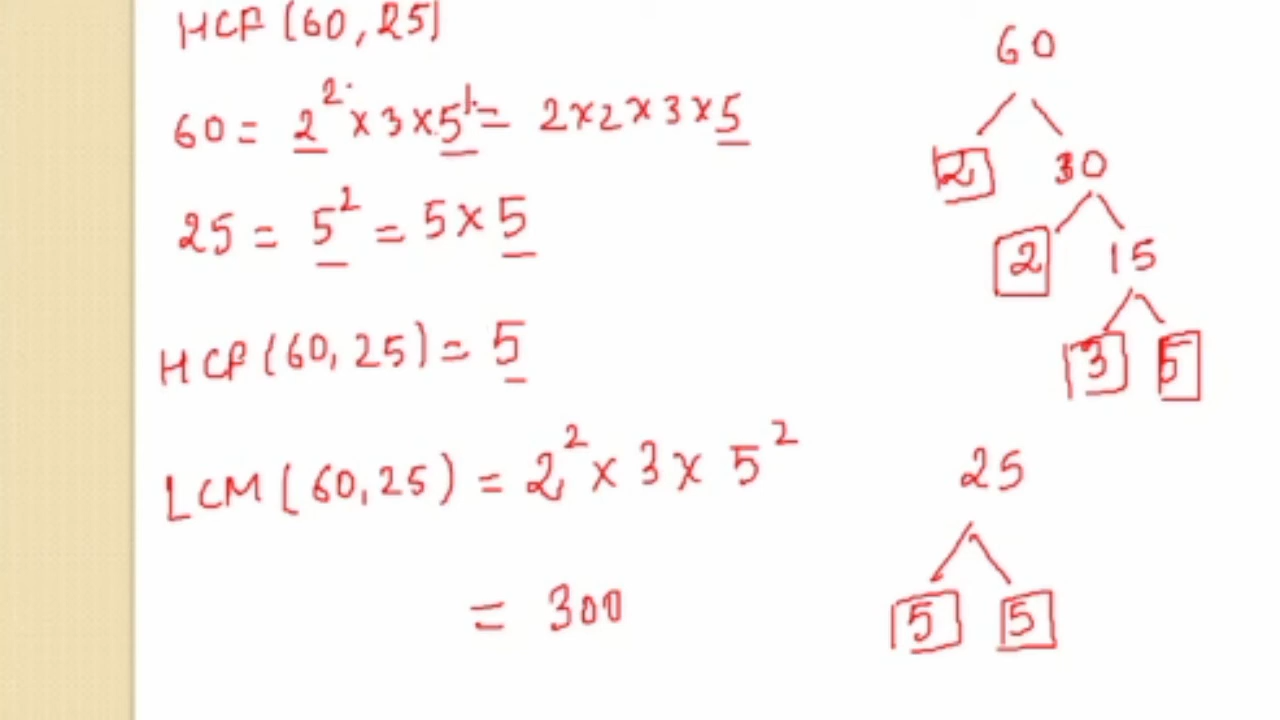 HCF (60, 25)
60 = 2² × 3 × 5¹ = 2×2×3×5
25 = 5² = 5×5
HCF (60, 25) = 5
LCM (60, 25) = 2² × 3 × 5²
= 300
60
2 30
2 15
3 5
25
5 5